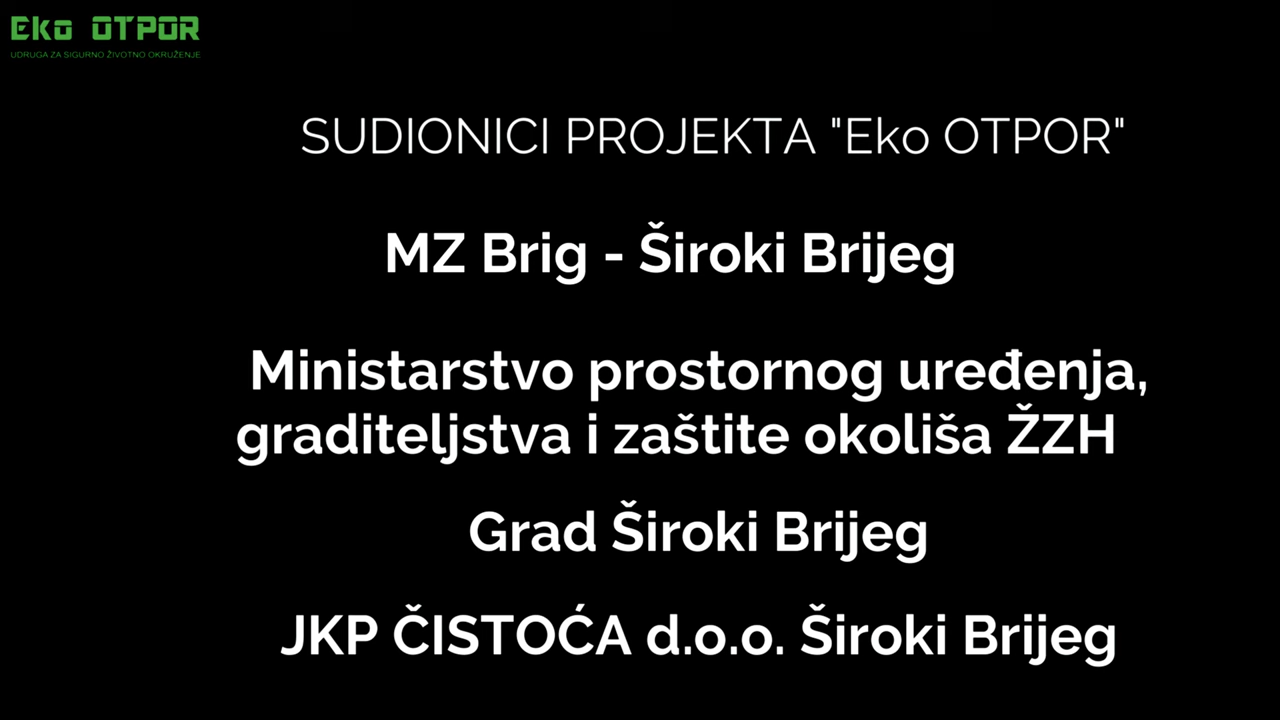 Eko OTPOR
UDRUGA ZA SIGURNO ŽIVOTNO OKRUŽENJE
SUDIONICI PROJEKTA "Eko OTPOR"
MZ Brig - Široki Brijeg
Ministarstvo prostornog uređenja,
graditeljstva i zaštite okoliša ŽZH
Grad Široki Brijeg
JKP ČISTOĆA d.o.o. Široki Brijeg